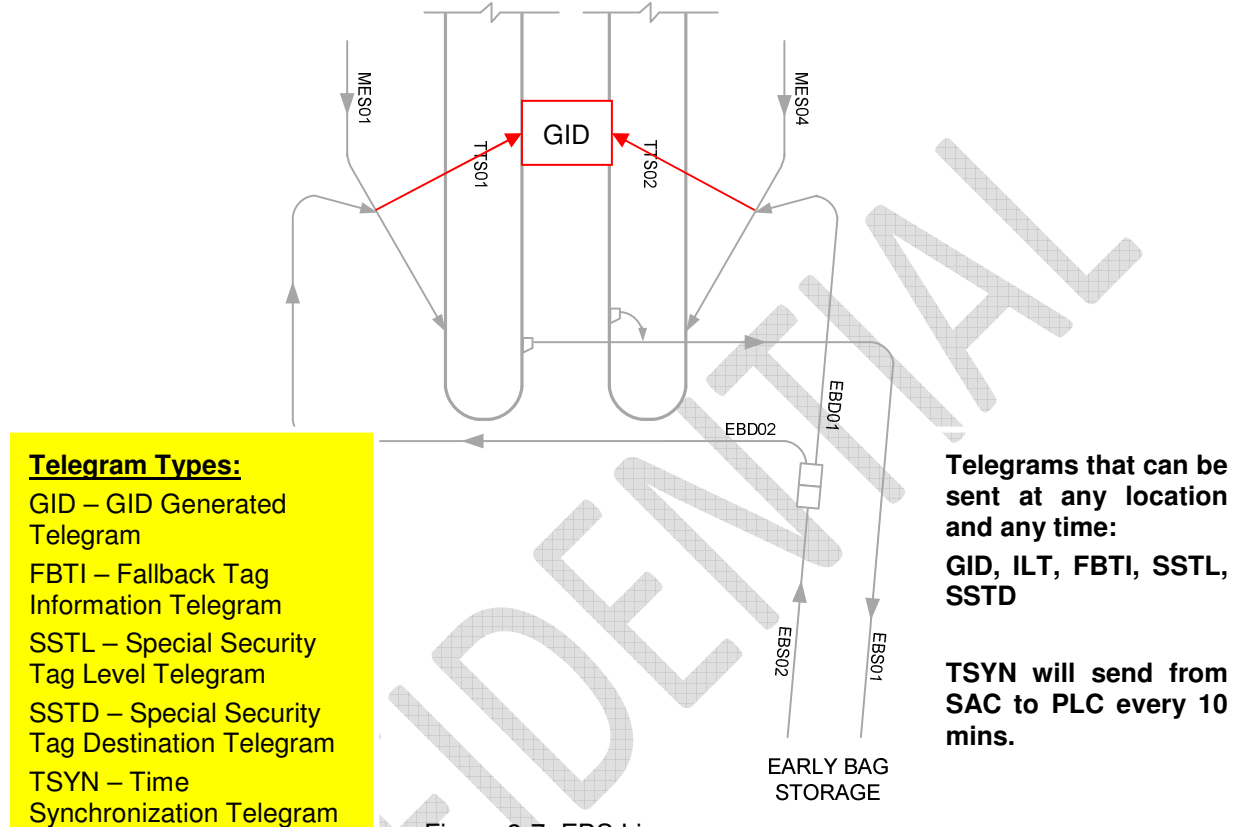 MES01
TTS01
GID
TTS02
MES04
EBD01
EBD02
EBS02
EBS01
EARLY BAG
STORAGE
Telegram Types:
GID – GID Generated
Telegram
FBTI – Fallback Tag
Information Telegram
SSTL – Special Security
Tag Level Telegram
SSTD – Special Security
Tag Destination Telegram
TSYN – Time
Synchronization Telegram
Telegrams that can be
sent at any location
and any time:
GID, ILT, FBTI, SSTL,
SSTD
TSYN will send from
SAC to PLC every 10
mins.
FIDENTIAL